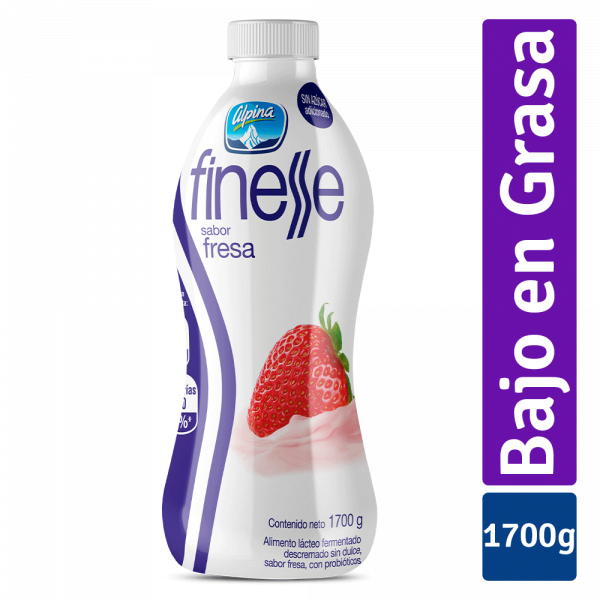 Alpina
SIN AZÚCAR
adicionado
finesse
sabor
fresa
Contenido neto 1700 g
Alimento lácteo fermentado
descremado sin dulce,
sabor fresa, con probióticos.
Bajo en Grasa
1700g